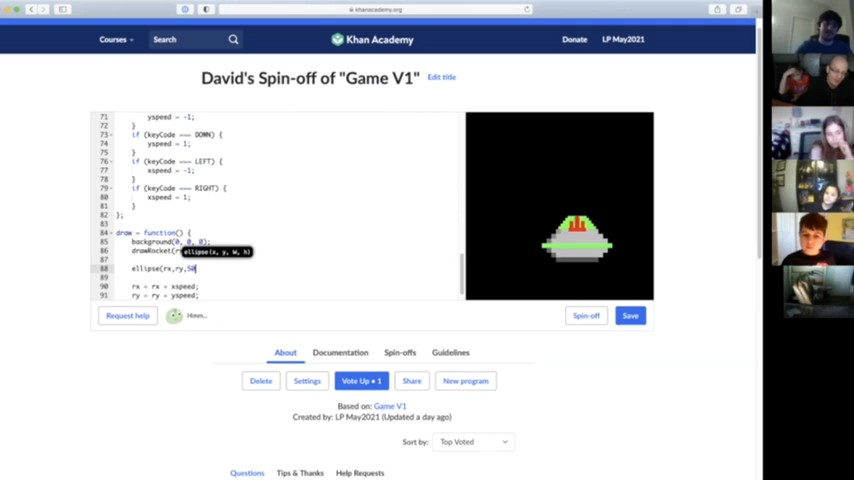 khanacademy.org
Courses
Search
Khan Academy
Donate
LP May2021
David's Spin-off of "Game V1"
Edit title
71 yspeed = -1;
72 }
73 if (keyCode === DOWN) {
74 yspeed = 1;
75 }
76 if (keyCode === LEFT) {
77 xspeed = -1;
78 }
79 if (keyCode === RIGHT) {
80 xspeed = 1;
81 }
82 };
83
84 draw = function() {
85 background(0, 0, 0);
86 drawRocket(r
ellipse(x, y, w, h)
88 ellipse(rx,ry,50
89
90 rx = rx + xspeed;
91 ry = ry + yspeed;
Request help
Hmm...
Spin-off
Save
About
Documentation
Spin-offs
Guidelines
Delete
Settings
Vote Up • 1
Share
New program
Based on: Game V1
Created by: LP May2021 (Updated a day ago)
Sort by:
Top Voted
Questions
Tips & Thanks
Help Requests